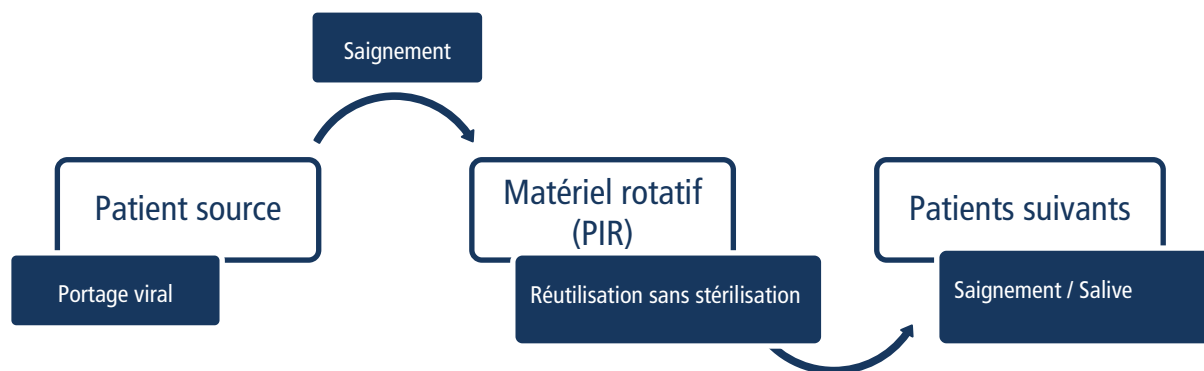 Saignement
Patient source
Portage viral
Matériel rotatif
(PIR)
Réutilisation sans stérilisation
Patients suivants
Saignement / Salive